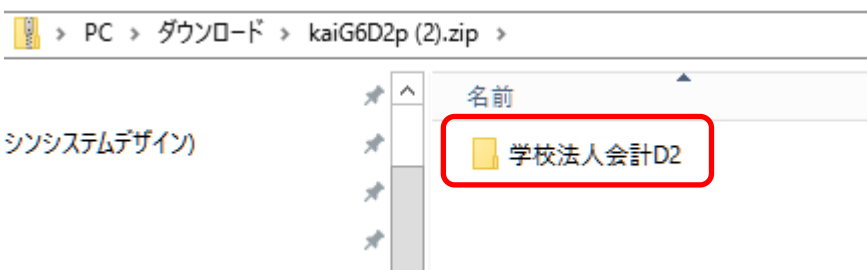 PC > ダウンロード > kaiG6D2p (2).zip >
名前
シンシステムデザイン)
学校法人会計D2